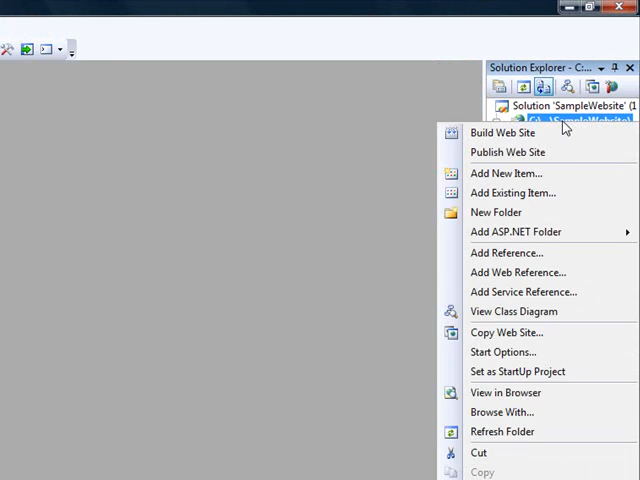 Solution Explorer - C:...
Solution 'SampleWebsite' (1
C:\...\SampleWebsite\
Build Web Site
Publish Web Site
Add New Item...
Add Existing Item...
New Folder
Add ASP.NET Folder
Add Reference...
Add Web Reference...
Add Service Reference...
View Class Diagram
Copy Web Site...
Start Options...
Set as StartUp Project
View in Browser
Browse With...
Refresh Folder
Cut
Copy